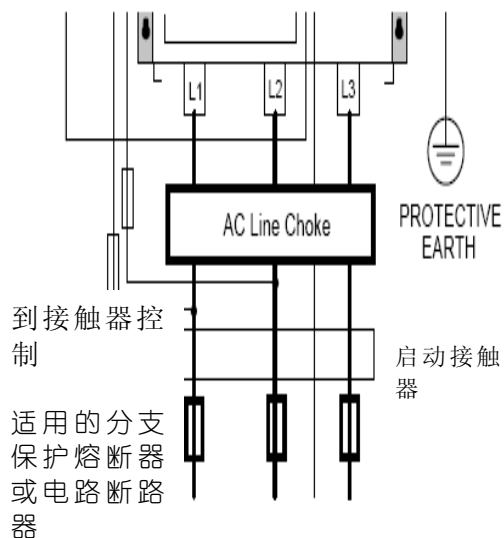 L1 L2 L3
AC Line Choke
PROTECTIVE
EARTH
到接触器控
制
启动接触
器
适用的分支
保护熔断器
或电路断路
器